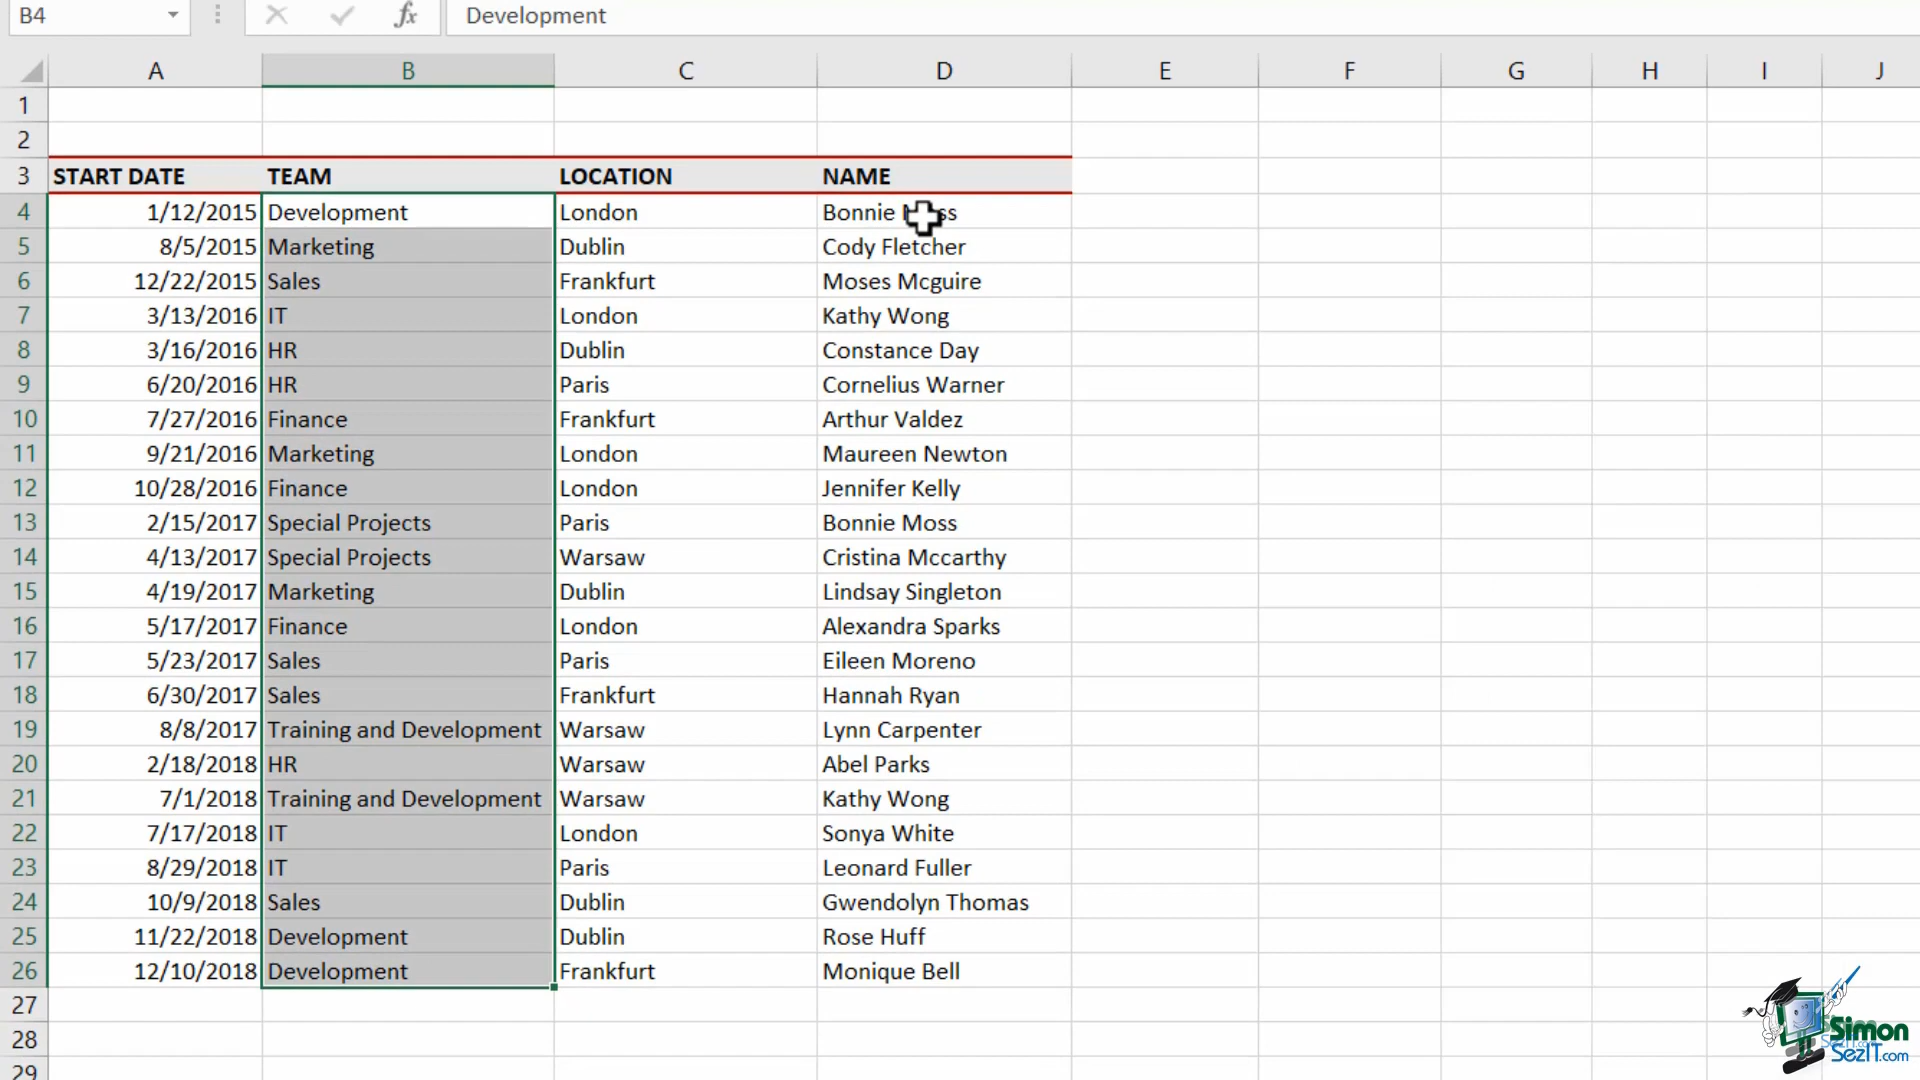 B4 fx Development
A B C D E F G H I J
1
2
3 START DATE TEAM LOCATION NAME
4 1/12/2015 Development London Bonnie Moss
5 8/5/2015 Marketing Dublin Cody Fletcher
6 12/22/2015 Sales Frankfurt Moses Mcguire
7 3/13/2016 IT London Kathy Wong
8 3/16/2016 HR Dublin Constance Day
9 6/20/2016 HR Paris Cornelius Warner
10 7/27/2016 Finance Frankfurt Arthur Valdez
11 9/21/2016 Marketing London Maureen Newton
12 10/28/2016 Finance London Jennifer Kelly
13 2/15/2017 Special Projects Paris Bonnie Moss
14 4/13/2017 Special Projects Warsaw Cristina Mccarthy
15 4/19/2017 Marketing Dublin Lindsay Singleton
16 5/17/2017 Finance London Alexandra Sparks
17 5/23/2017 Sales Paris Eileen Moreno
18 6/30/2017 Sales Frankfurt Hannah Ryan
19 8/8/2017 Training and Development Warsaw Lynn Carpenter
20 2/18/2018 HR Warsaw Abel Parks
21 7/1/2018 Training and Development Warsaw Kathy Wong
22 7/17/2018 IT London Sonya White
23 8/29/2018 IT Paris Leonard Fuller
24 10/9/2018 Sales Dublin Gwendolyn Thomas
25 11/22/2018 Development Dublin Rose Huff
26 12/10/2018 Development Frankfurt Monique Bell
27
28
29
Simon
SezIT.com